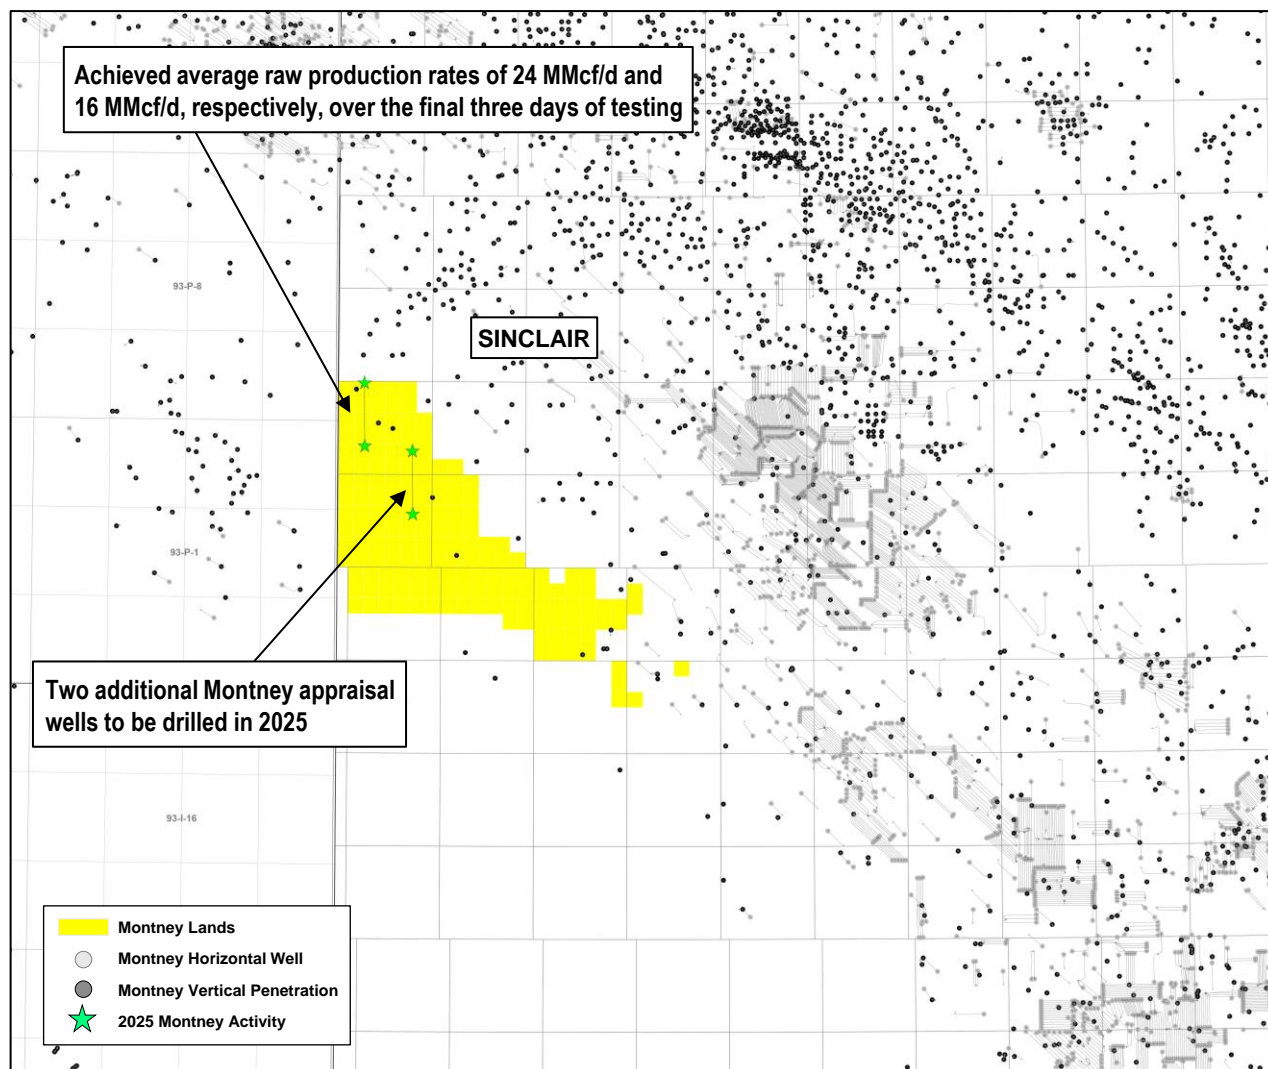 Achieved average raw production rates of 24 MMcf/d and
16 MMcf/d, respectively, over the final three days of testing
93-P-8
SINCLAIR
93-P-1
Two additional Montney appraisal
wells to be drilled in 2025
93-I-16
Montney Lands
Montney Horizontal Well
Montney Vertical Penetration
2025 Montney Activity